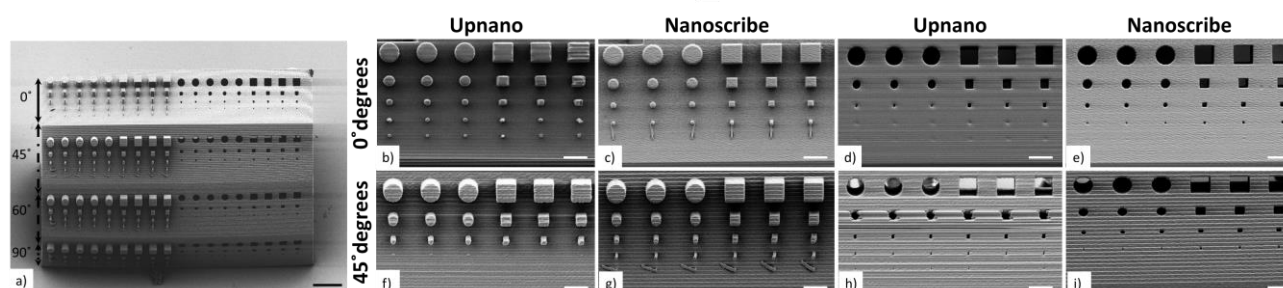 Upnano Nanoscribe Upnano Nanoscribe
0°
45°
60°
90°
a)
0°degrees
b)
c)
d)
e)
45°degrees
f)
g)
h)
i)